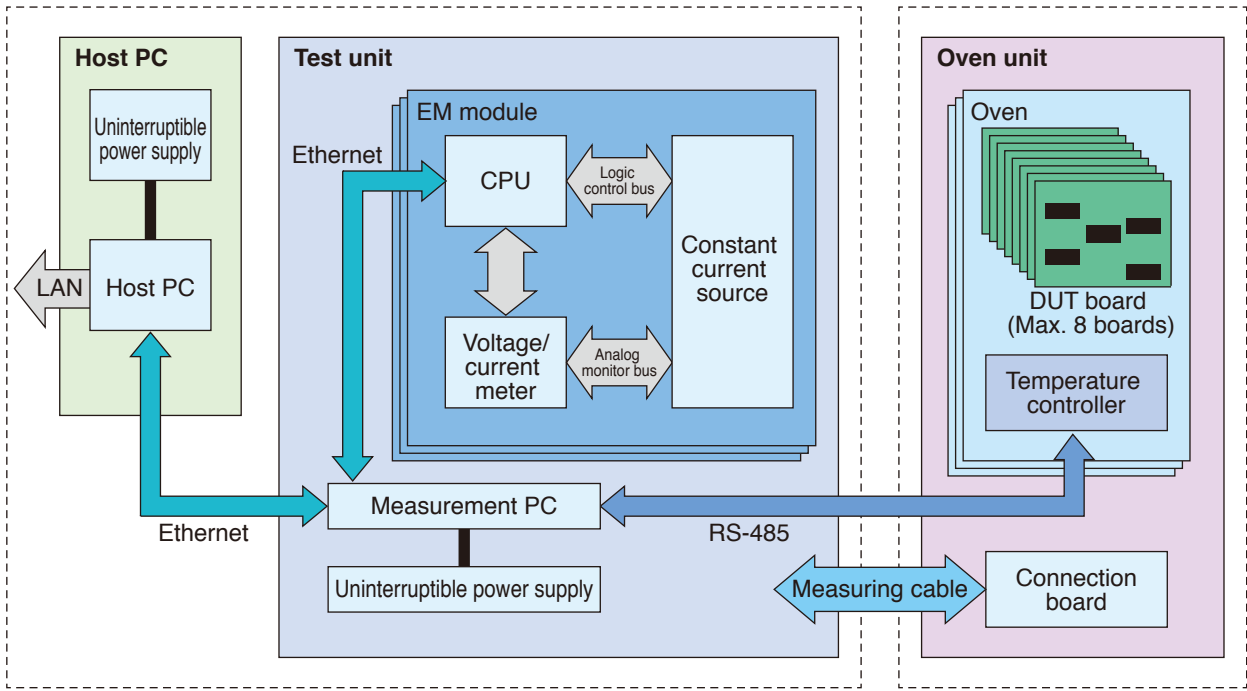 Host PC
Uninterruptible
power supply
Host PC
LAN
Ethernet
Test unit
EM module
Ethernet
CPU
Logic
control bus
Constant
current
source
Voltage/
current
meter
Analog
monitor bus
Measurement PC
Uninterruptible power supply
RS-485
Measuring cable
Oven unit
Oven
DUT board
(Max. 8 boards)
Temperature
controller
Connection
board